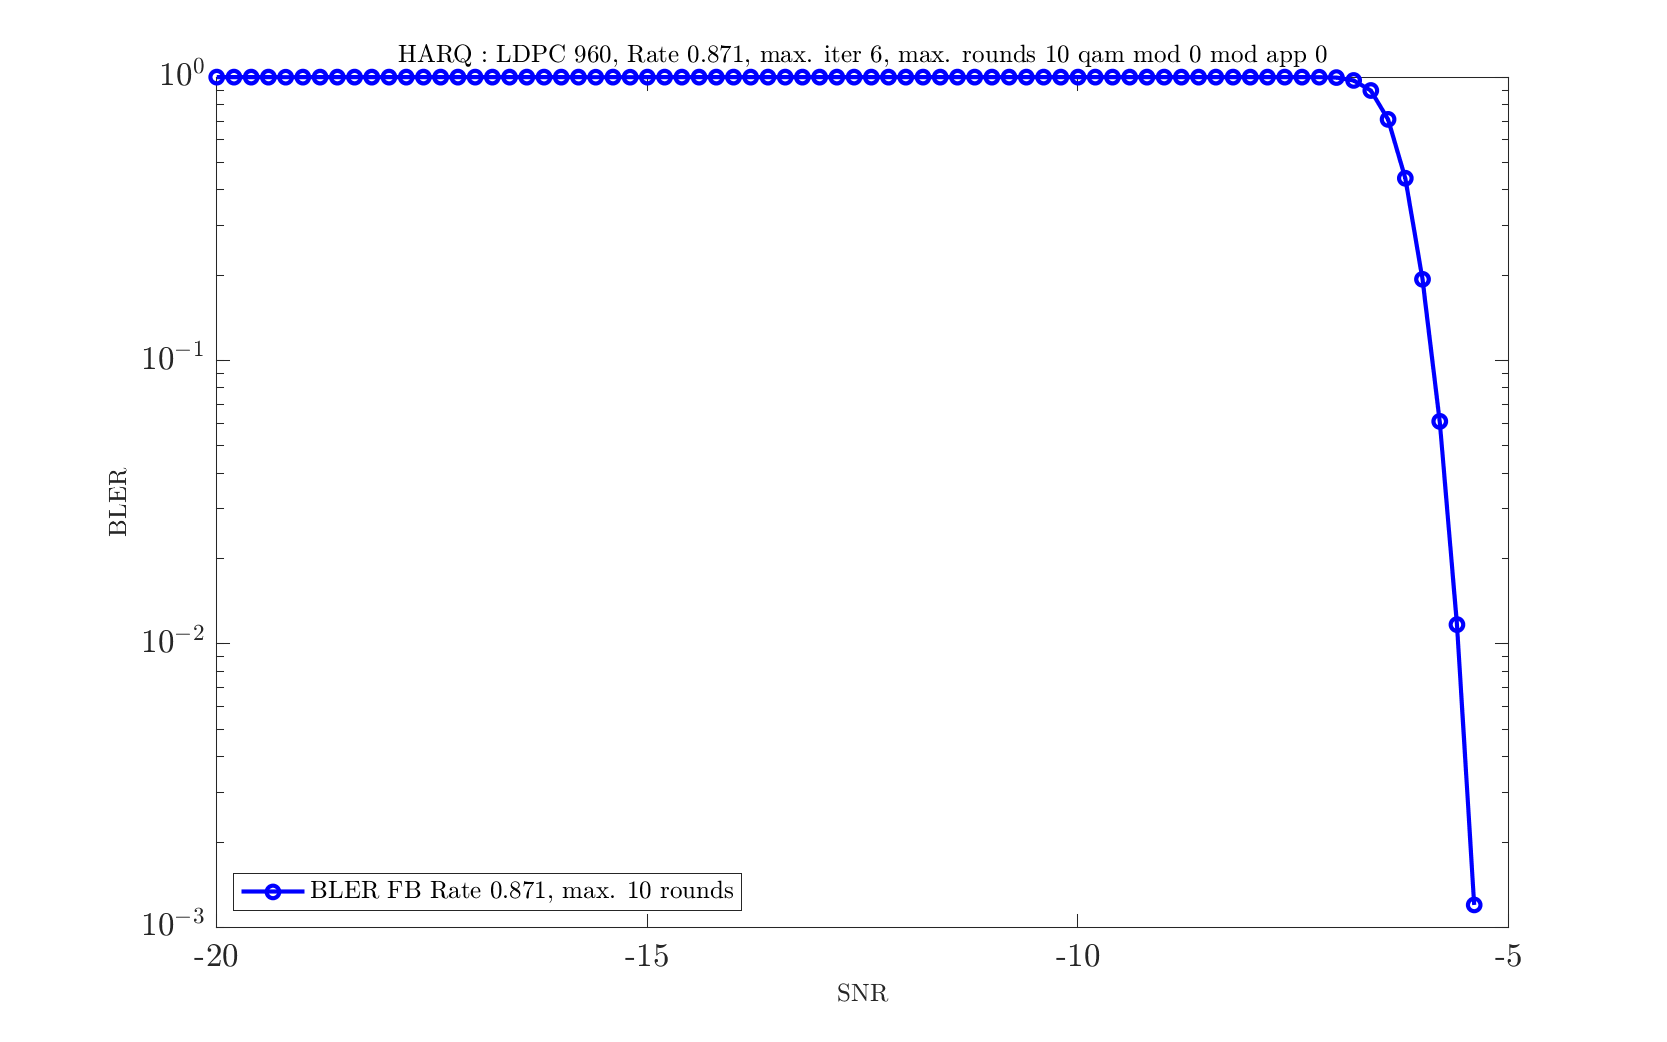 HARQ : LDPC 960, Rate 0.871, max. iter 6, max. rounds 10 qam mod 0 mod app 0
10^0
10^-1
BLER
10^-2
BLER FB Rate 0.871, max. 10 rounds
10^-3
-20 -15 -10 -5
SNR